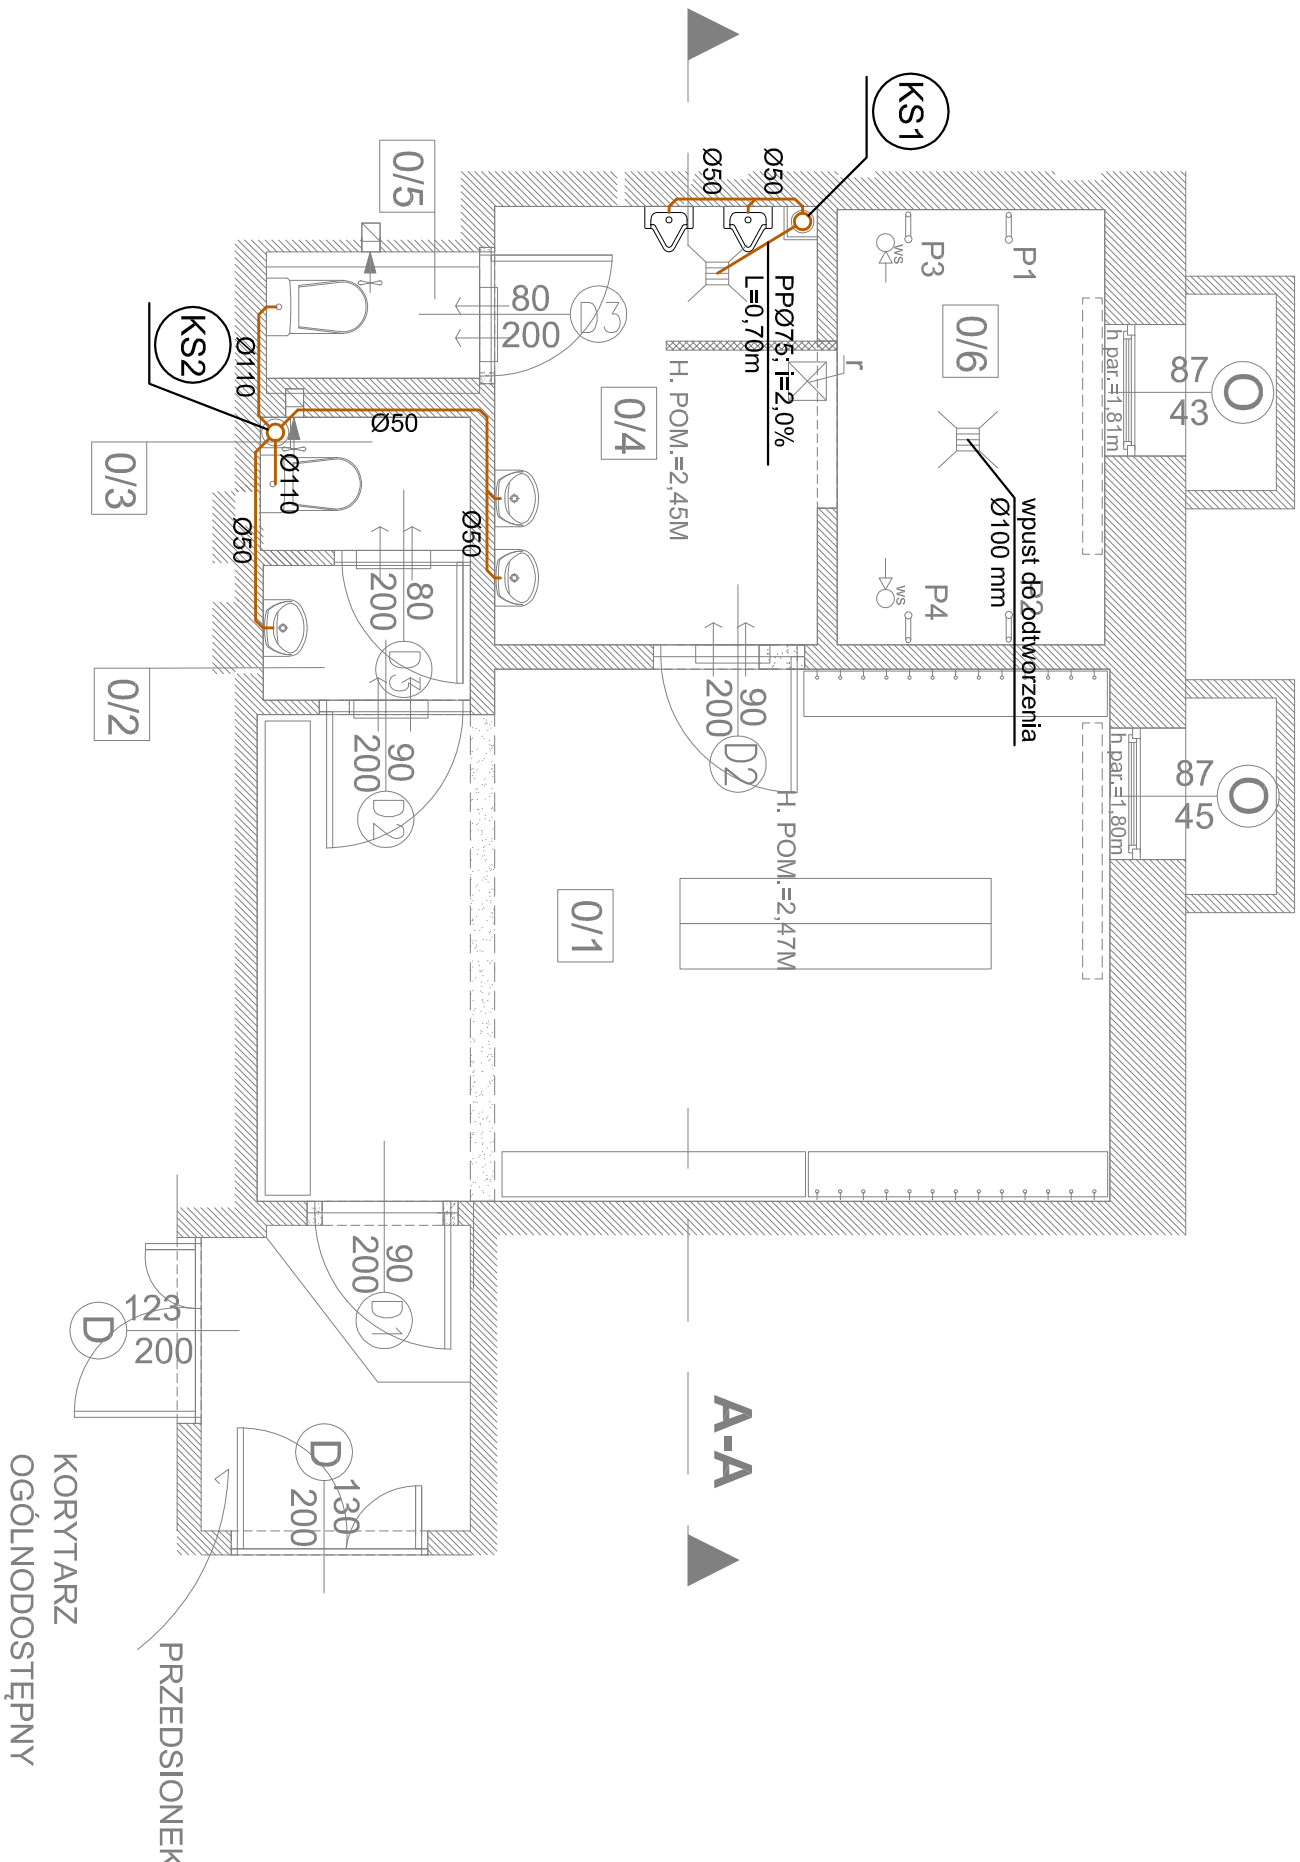 KS1
Ø50
Ø50
0/5
P1
P3
ws
0/6
PPØ75, i=2,0%
L=0,70m
80
200
D3
KS2
Ø110
r
h par.=1,81m
87
43
O
H. POM.=2,45M
0/4
Ø50
0/3
Ø110
Ø50
Ø50
wpust do odtworzenia
Ø100 mm
ws
P4
P2
80
200
D3
0/2
90
200
D2
90
200
D2
h par.=1,80m
87
45
O
H. POM.=2,47M
0/1
90
200
D1
123
200
D
A-A
D
130
200
KORYTARZ
OGÓLNODOSTĘPNY
PRZEDSIONEK